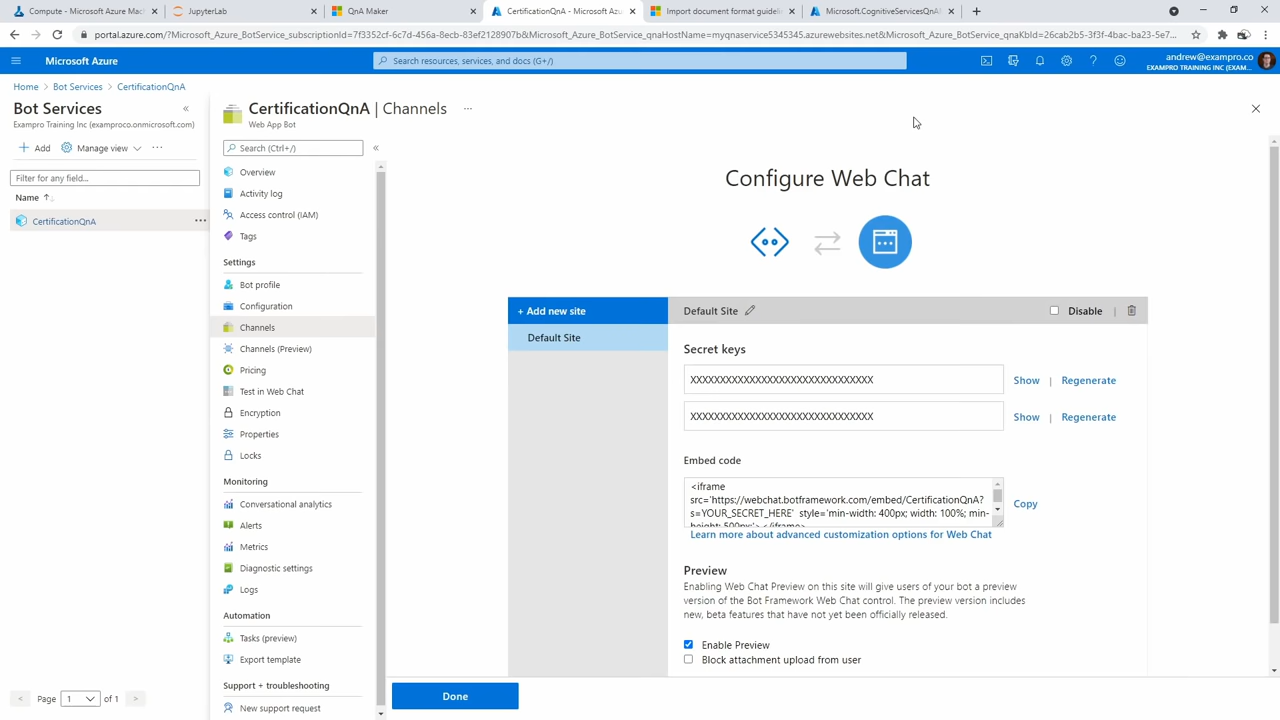 Compute - Microsoft Azure Mac
JupyterLab
QnA Maker
CertificationQnA - Microsoft Azu
Import document format guidelin
Microsoft.CognitiveServicesQnA
portal.azure.com/?Microsoft_Azure_BotService_subscriptionId=7f3352cf-6c7d-456a-8ecb-83ef2128907b&Microsoft_Azure_BotService_qnaHostName=myqnaservice5345345.azurewebsites.net&Microsoft_Azure_BotService_qnaKbId=26cab2b5-3f3f-4bac-ba23-5e7...
Microsoft Azure
Search resources, services, and docs (G+/)
andrew@exampro.co
EXAMPRO TRAINING INC (EXAM...
Home
Bot Services
CertificationQnA
Bot Services
Exampro Training Inc (examproco.onmicrosoft.com)
Add
Manage view
Filter for any field...
Name
CertificationQnA
CertificationQnA | Channels
Web App Bot
Search (Ctrl+/)
Overview
Activity log
Access control (IAM)
Tags
Settings
Bot profile
Configuration
Channels
Channels (Preview)
Pricing
Test in Web Chat
Encryption
Properties
Locks
Monitoring
Conversational analytics
Alerts
Metrics
Diagnostic settings
Logs
Automation
Tasks (preview)
Export template
Support + troubleshooting
New support request
Page 1 of 1
Configure Web Chat
+ Add new site
Default Site
Default Site
Disable
Secret keys
XXXXXXXXXXXXXXXXXXXXXXXXXXXXXXX
Show | Regenerate
XXXXXXXXXXXXXXXXXXXXXXXXXXXXXXX
Show | Regenerate
Embed code
<iframe
src='https://webchat.botframework.com/embed/CertificationQnA?
s=YOUR_SECRET_HERE' style='min-width: 400px; width: 100%; min-
height: 500px;'></iframe>
Copy
Learn more about advanced customization options for Web Chat
Preview
Enabling Web Chat Preview on this site will give users of your bot a preview
version of the Bot Framework Web Chat control. The preview version includes
new, beta features that have not yet been officially released.
Enable Preview
Block attachment upload from user
Done